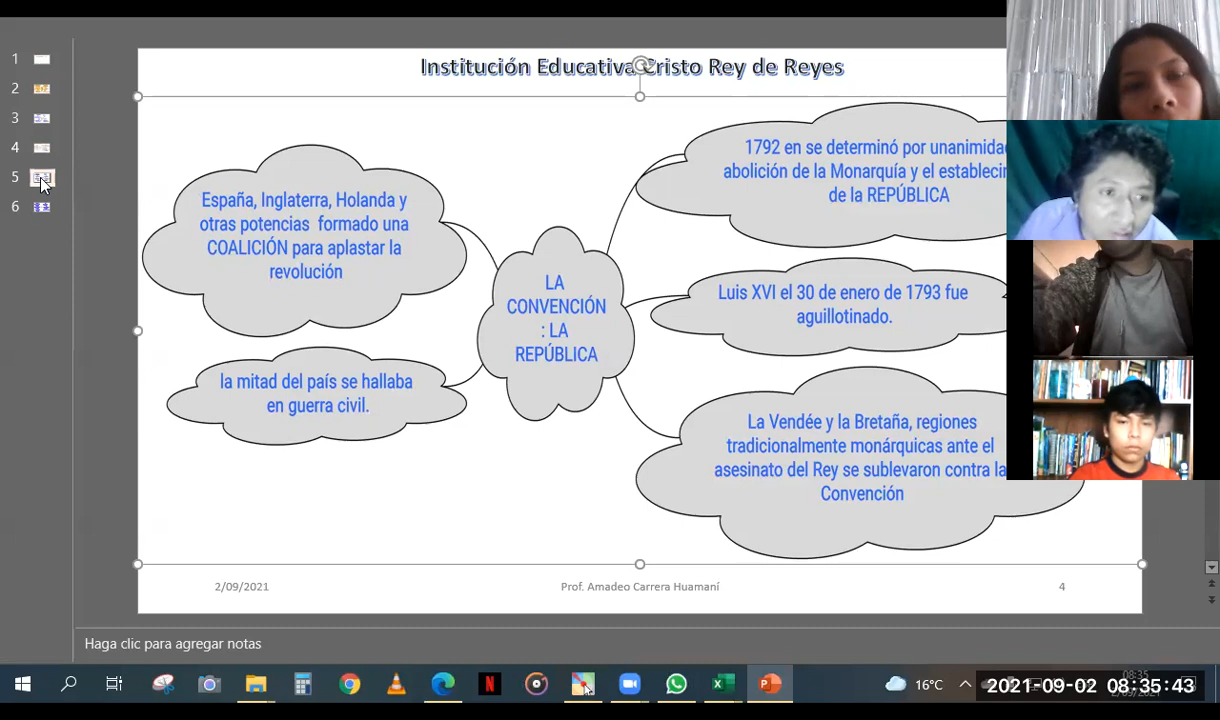 Institución Educativa Cristo Rey de Reyes
1
2
3
4
5
6
España, Inglaterra, Holanda y
otras potencias formado una
COALICIÓN para aplastar la
revolución
la mitad del país se hallaba
en guerra civil.
LA
CONVENCIÓN
: LA
REPÚBLICA
1792 en se determinó por
abolición de la Monarquía y el
de la REPÚBLICA
Luis XVI el 30 de enero de 1793 fue
aguillotinado.
La Vendée y la Bretaña, regiones
tradicionalmente monárquicas ante el
asesinato del Rey se sublevaron contra la
Convención
2/09/2021
Prof. Amadeo Carrera Huamaní
4
Haga clic para agregar notas
16°C
2021-09-02 08:35:43